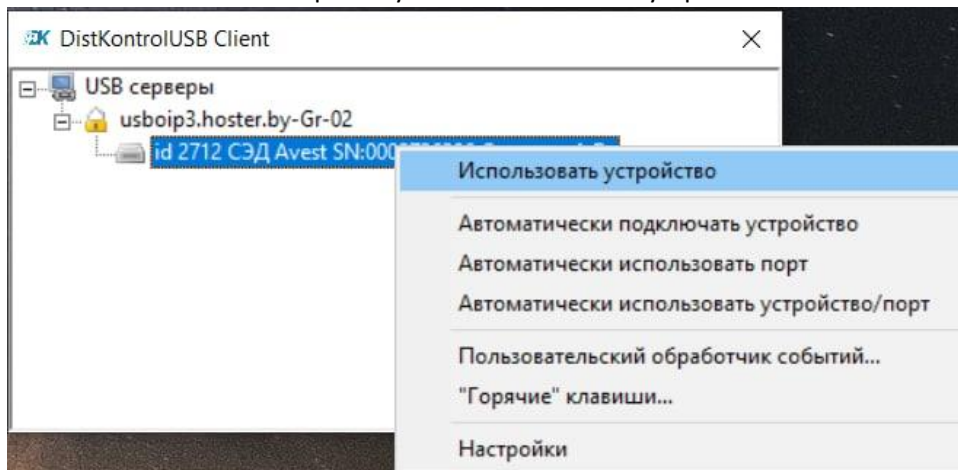 DistKontrolUSB Client
USB серверы
usboip3.hoster.by-Gr-02
id 2712 СЭД Avest
Использовать устройство
Автоматически подключать устройство
Автоматически использовать порт
Автоматически использовать устройство/порт
Пользовательский обработчик событий...
"Горячие" клавиши...
Настройки